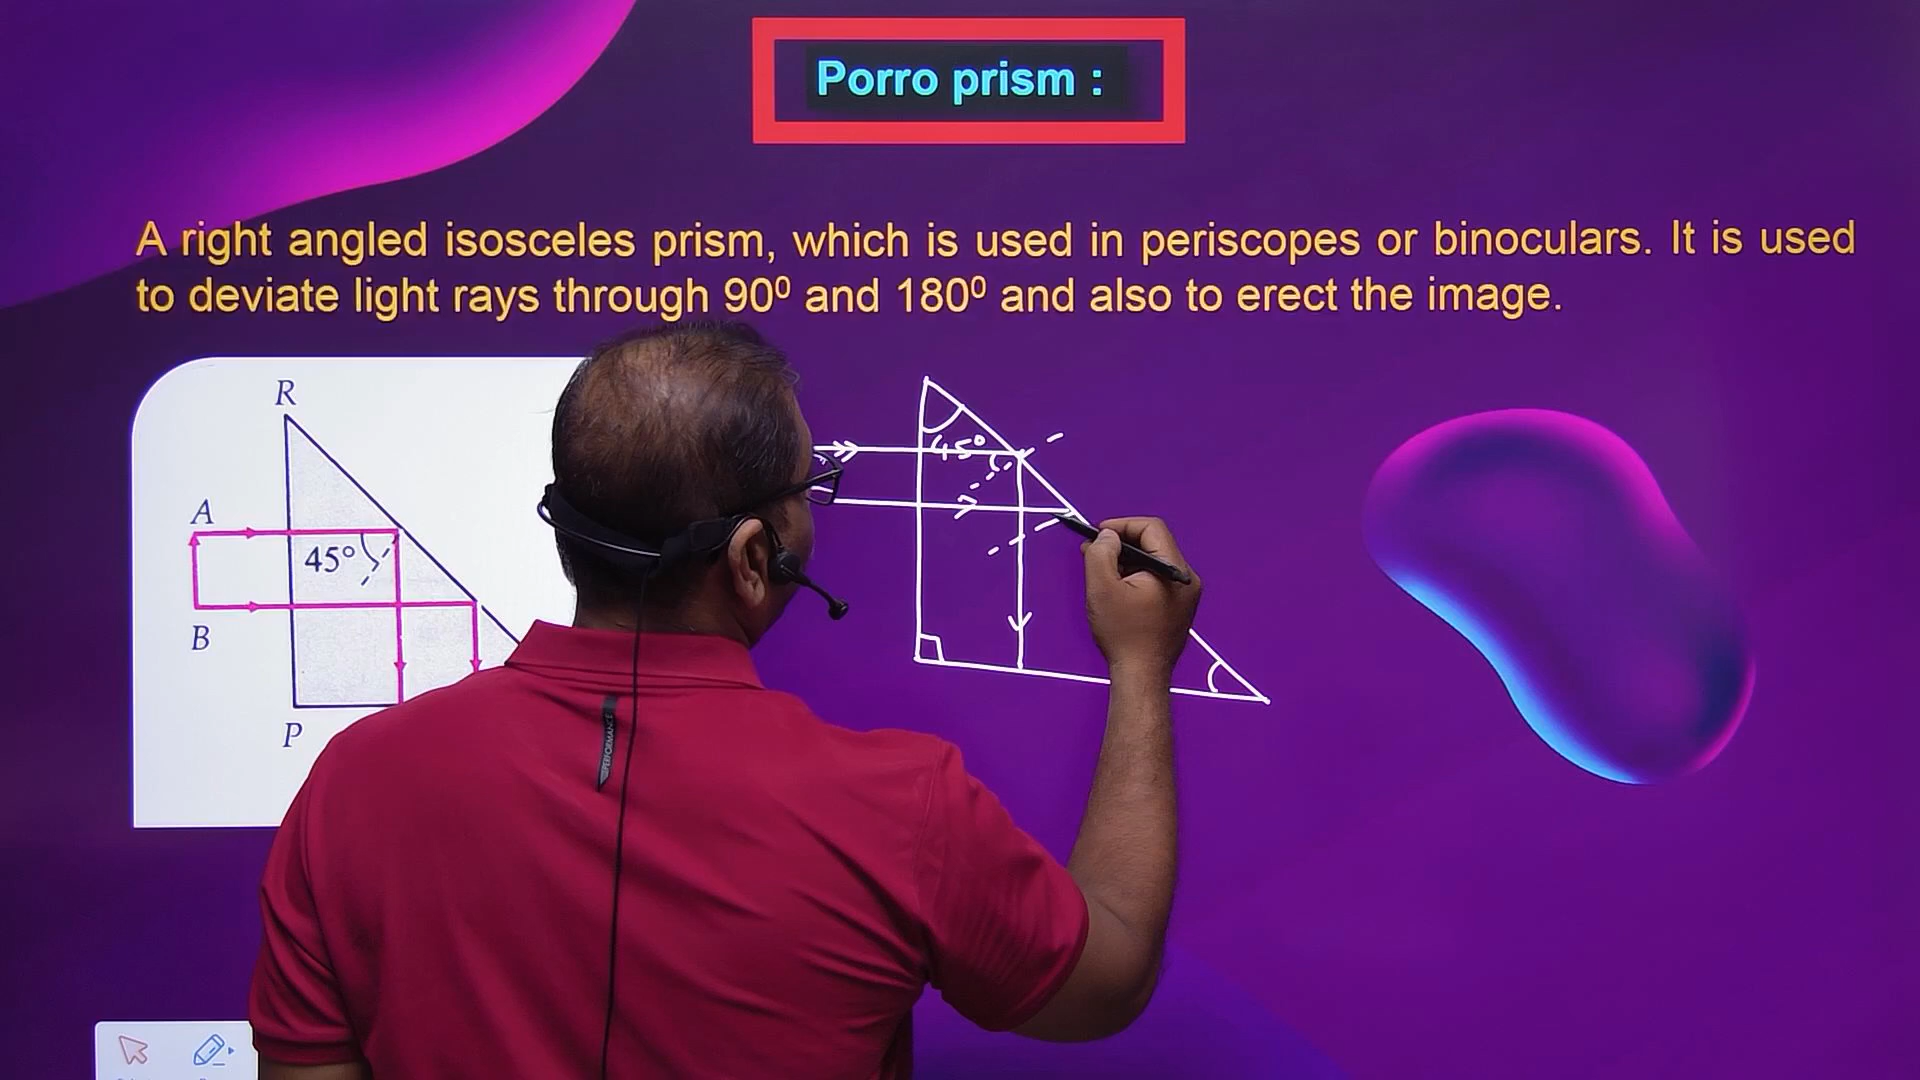 Porro prism :
A right angled isosceles prism, which is used in periscopes or binoculars. It is used
to deviate light rays through 90⁰ and 180⁰ and also to erect the image.
R
A
45°
B
P
45°
PERFORMANCE